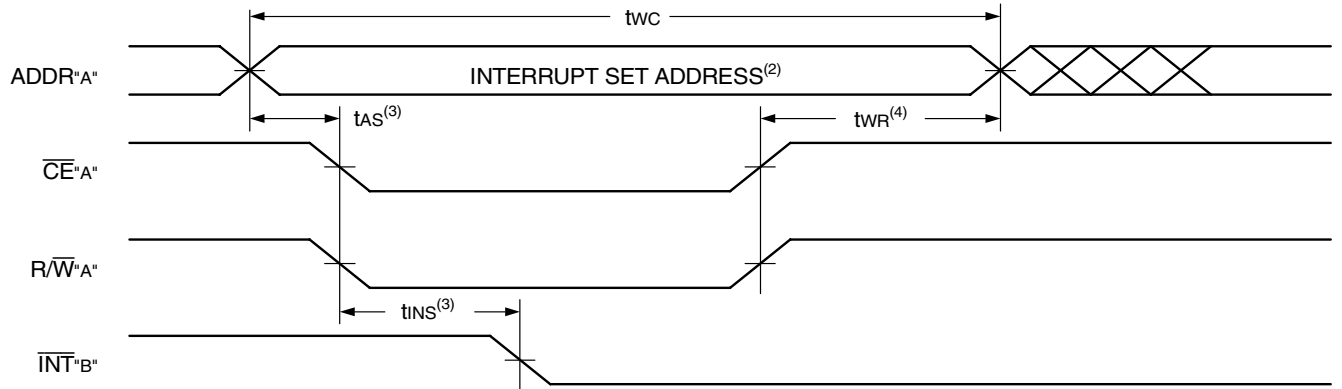 tWC
ADDR"A"
INTERRUPT SET ADDRESS(2)
tAS(3)
tWR(4)
CE"A"
R/W"A"
tINS(3)
INT"B"